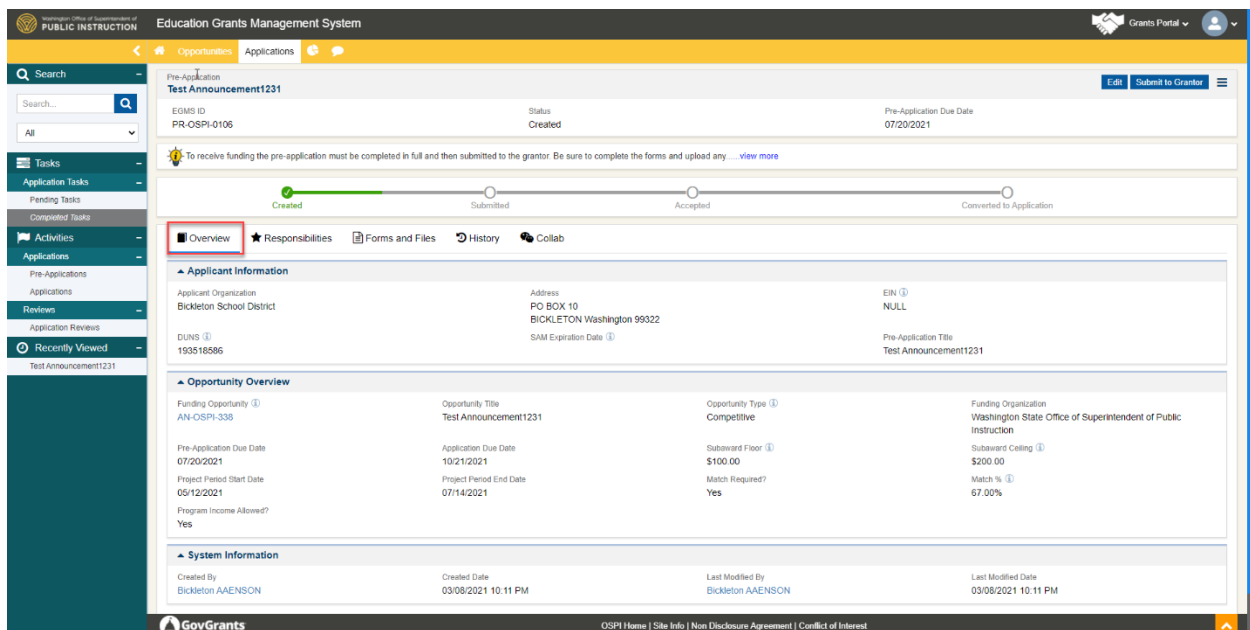 Washington Office of Superintendent of
PUBLIC INSTRUCTION
Education Grants Management System
Grants Portal
Opportunities
Applications
Search
Search...
All
Tasks
Application Tasks
Pending Tasks
Completed Tasks
Activities
Applications
Pre-Applications
Applications
Reviews
Application Reviews
Recently Viewed
Test Announcement1231
Pre-Application
Test Announcement1231
Edit
Submit to Grantor
EGMS ID
Status
Pre-Application Due Date
PR-OSPI-0106
Created
07/20/2021
To receive funding the pre-application must be completed in full and then submitted to the grantor. Be sure to complete the forms and upload any......view more
Created
Submitted
Accepted
Converted to Application
Overview
Responsibilities
Forms and Files
History
Collab
Applicant Information
Applicant Organization
Address
EIN
Bickleton School District
PO BOX 10
NULL
BICKLETON Washington 99322
DUNS
SAM Expiration Date
Pre-Application Title
193518586
Test Announcement1231
Opportunity Overview
Funding Opportunity
Opportunity Title
Opportunity Type
Funding Organization
AN-OSPI-338
Test Announcement1231
Competitive
Washington State Office of Superintendent of Public
Instruction
Pre-Application Due Date
Application Due Date
Subaward Floor
Subaward Ceiling
07/20/2021
10/21/2021
$100.00
$200.00
Project Period Start Date
Project Period End Date
Match Required?
Match %
05/12/2021
07/14/2021
Yes
67.00%
Program Income Allowed?
Yes
System Information
Created By
Created Date
Last Modified By
Last Modified Date
Bickleton AAENSON
03/08/2021 10:11 PM
Bickleton AAENSON
03/08/2021 10:11 PM
GovGrants
OSPI Home | Site Info | Non Disclosure Agreement | Conflict of Interest